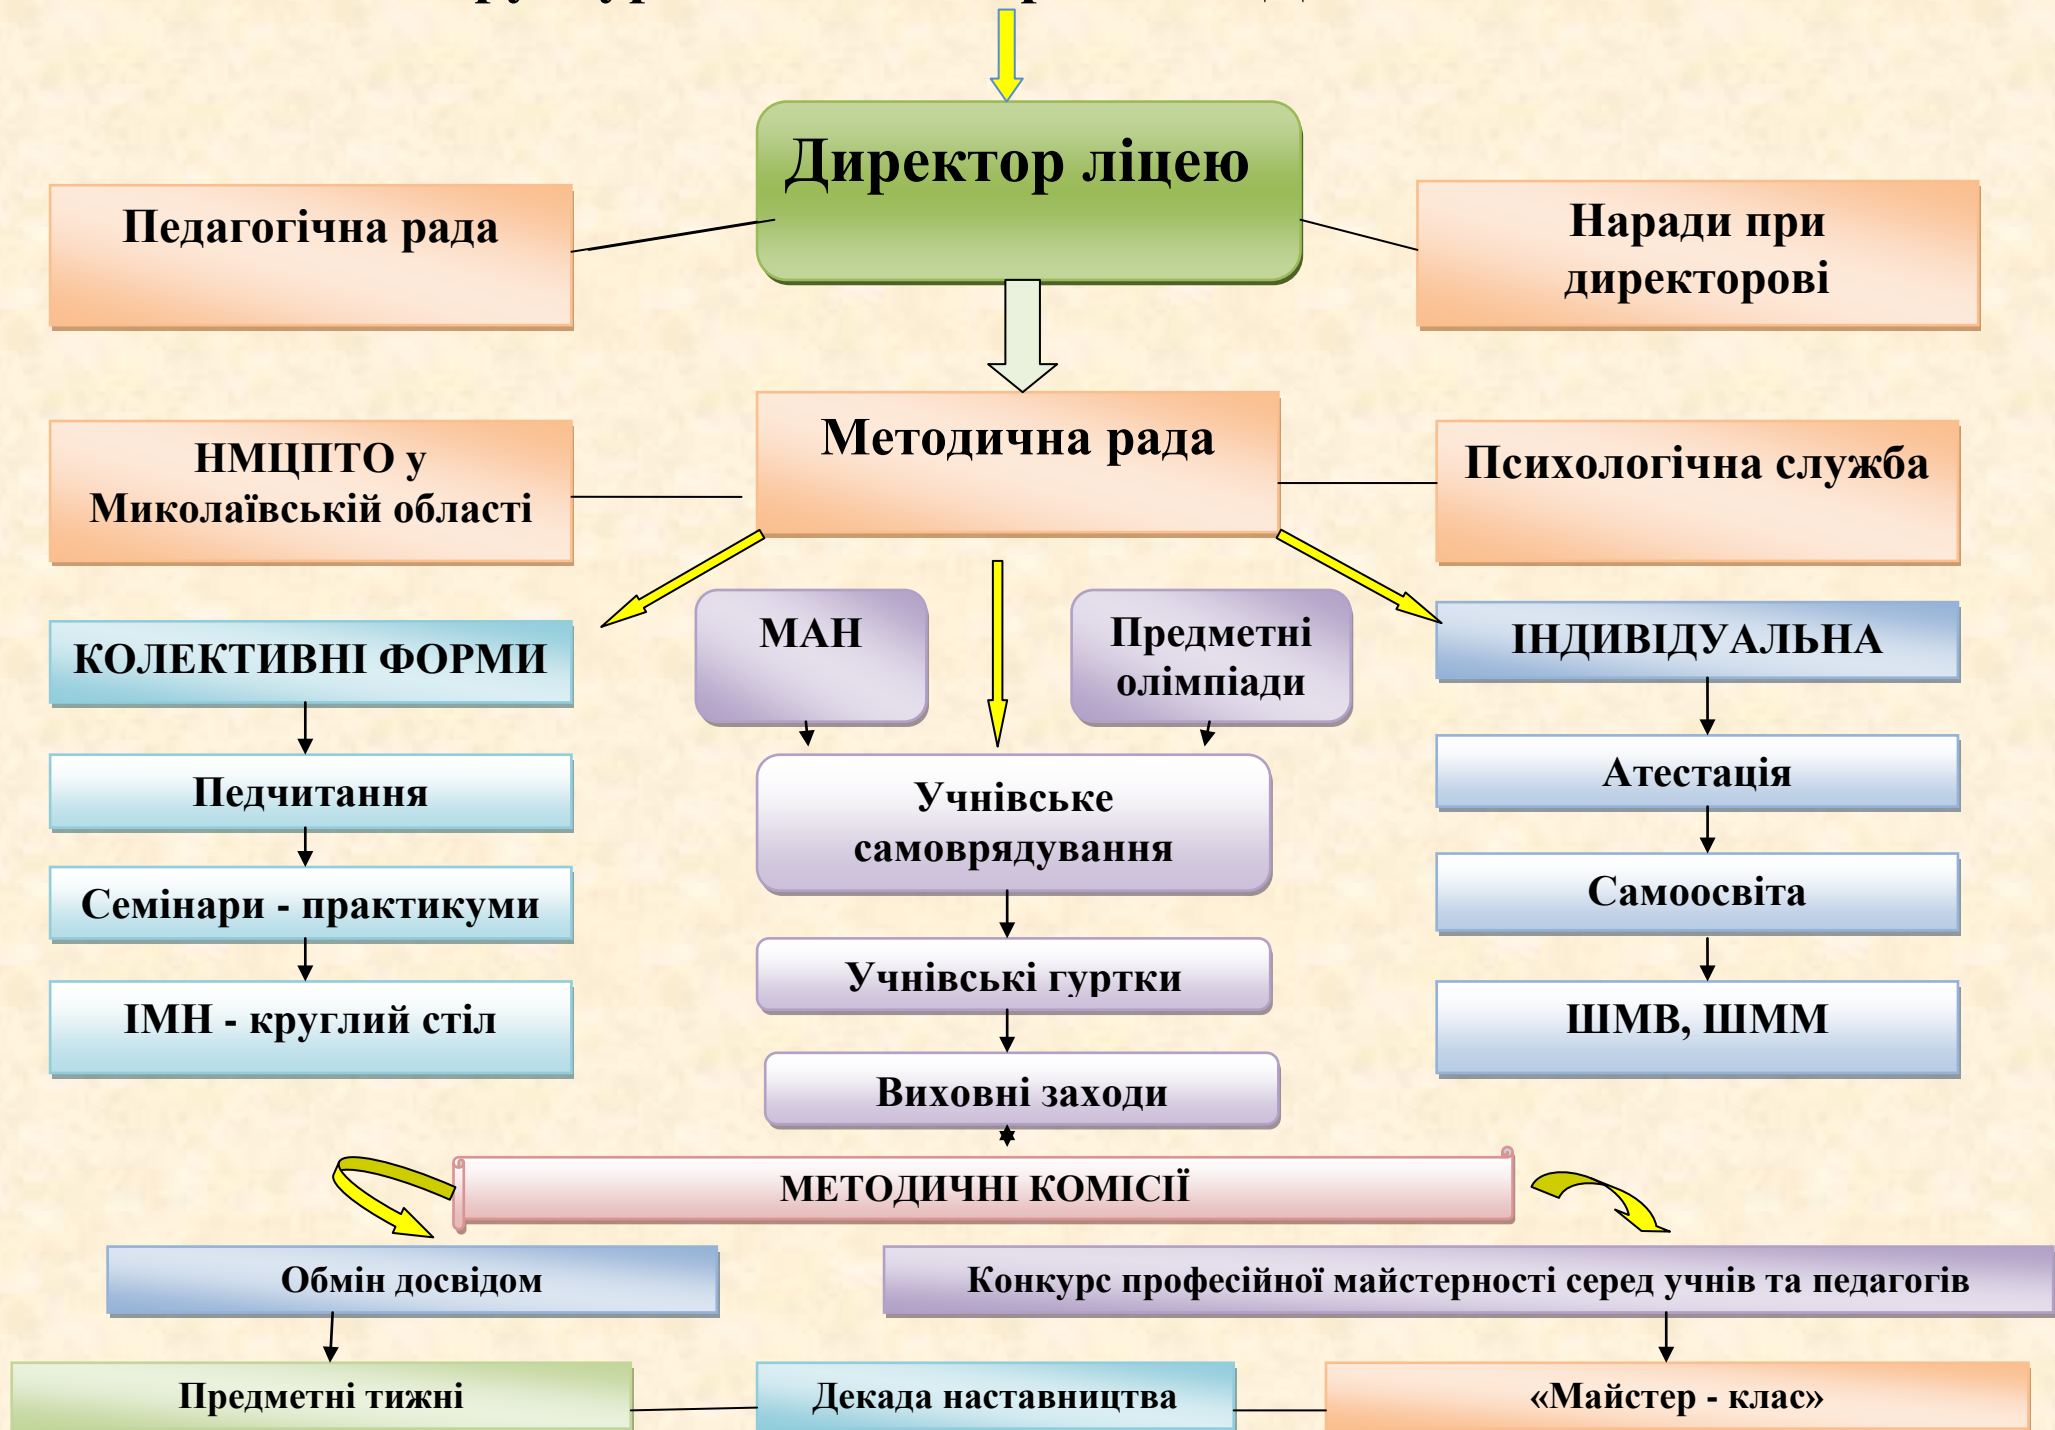 Директор ліцею
Педагогічна рада
Наради при
директорові
Методична рада
НМЦПТО у
Миколаївській області
Психологічна служба
КОЛЕКТИВНІ ФОРМИ
МАН
Предметні
олімпіади
ІНДИВІДУАЛЬНА
Педчитання
Учнівське
самоврядування
Атестація
Семінари - практикуми
Самоосвіта
Учнівські гуртки
ІМН - круглий стіл
ШМВ, ШММ
Виховні заходи
МЕТОДИЧНІ КОМІСІЇ
Обмін досвідом
Конкурс професійної майстерності серед учнів та педагогів
Предметні тижні
Декада наставництва
«Майстер - клас»